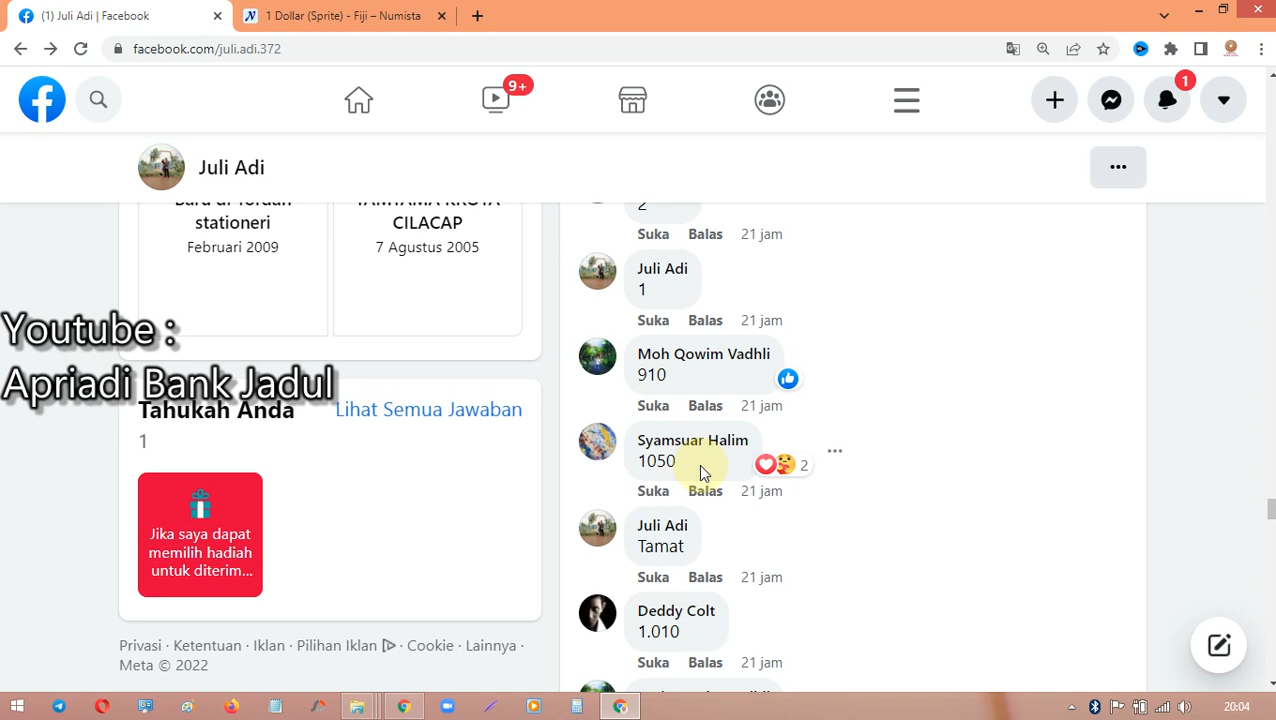 (1) Juli Adi | Facebook
1 Dollar (Sprite) - Fiji – Numista
facebook.com/juli.adi.372
9+
1
Juli Adi
stationeri
Februari 2009
CILACAP
7 Agustus 2005
Youtube :
Apriadi Bank Jadul
Tahukah Anda
Lihat Semua Jawaban
1
Jika saya dapat
memilih hadiah
untuk diterim...
Privasi · Ketentuan · Iklan · Pilihan Iklan · Cookie · Lainnya ·
Meta © 2022
2
Suka Balas 21 jam
Juli Adi
1
Suka Balas 21 jam
Moh Qowim Vadhli
910
Suka Balas 21 jam
Syamsuar Halim
1050
2
Suka Balas 21 jam
Juli Adi
Tamat
Suka Balas 21 jam
Deddy Colt
1.010
Suka Balas 21 jam
20:04